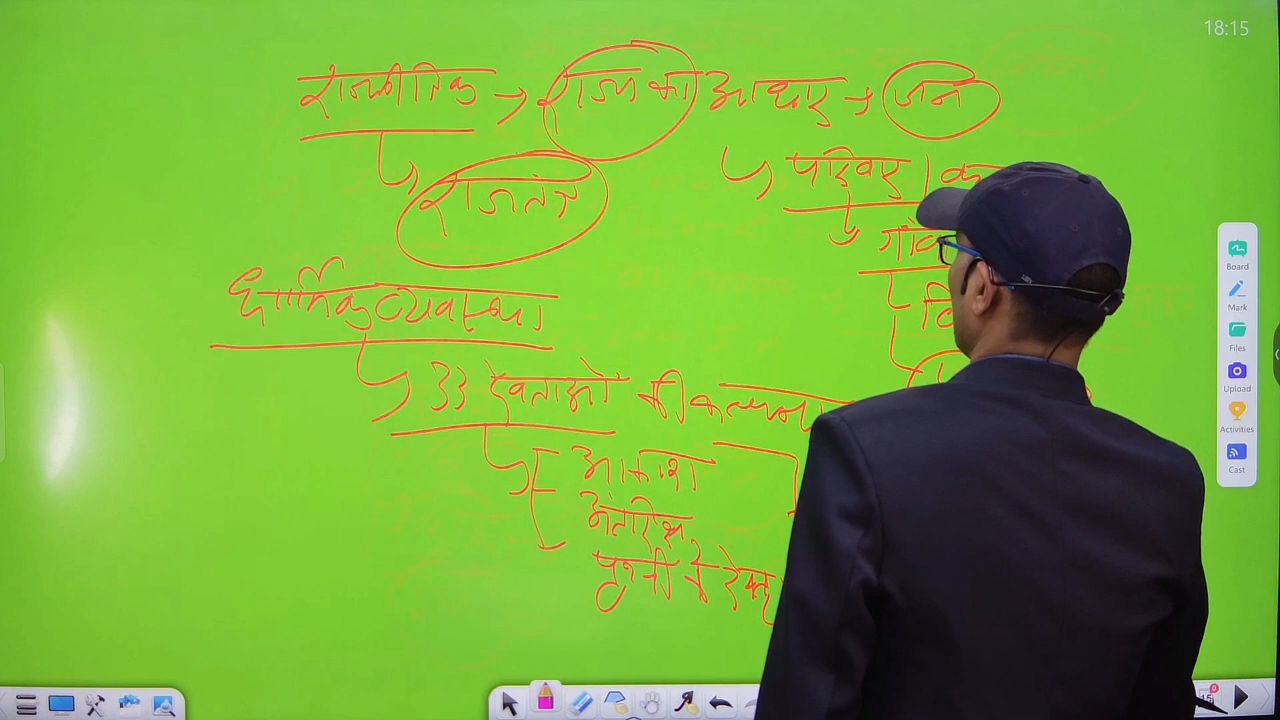 18:15
राजनीतिक → राज्य का आधार → जन
राजतंत्र
परिवार
गाँव
धार्मिक व्यवस्था
33 देवताओं की कल्पना
आकाश
अंतरिक्ष
पृथ्वी के
Board
Mark
Files
Upload
Activities
Cast